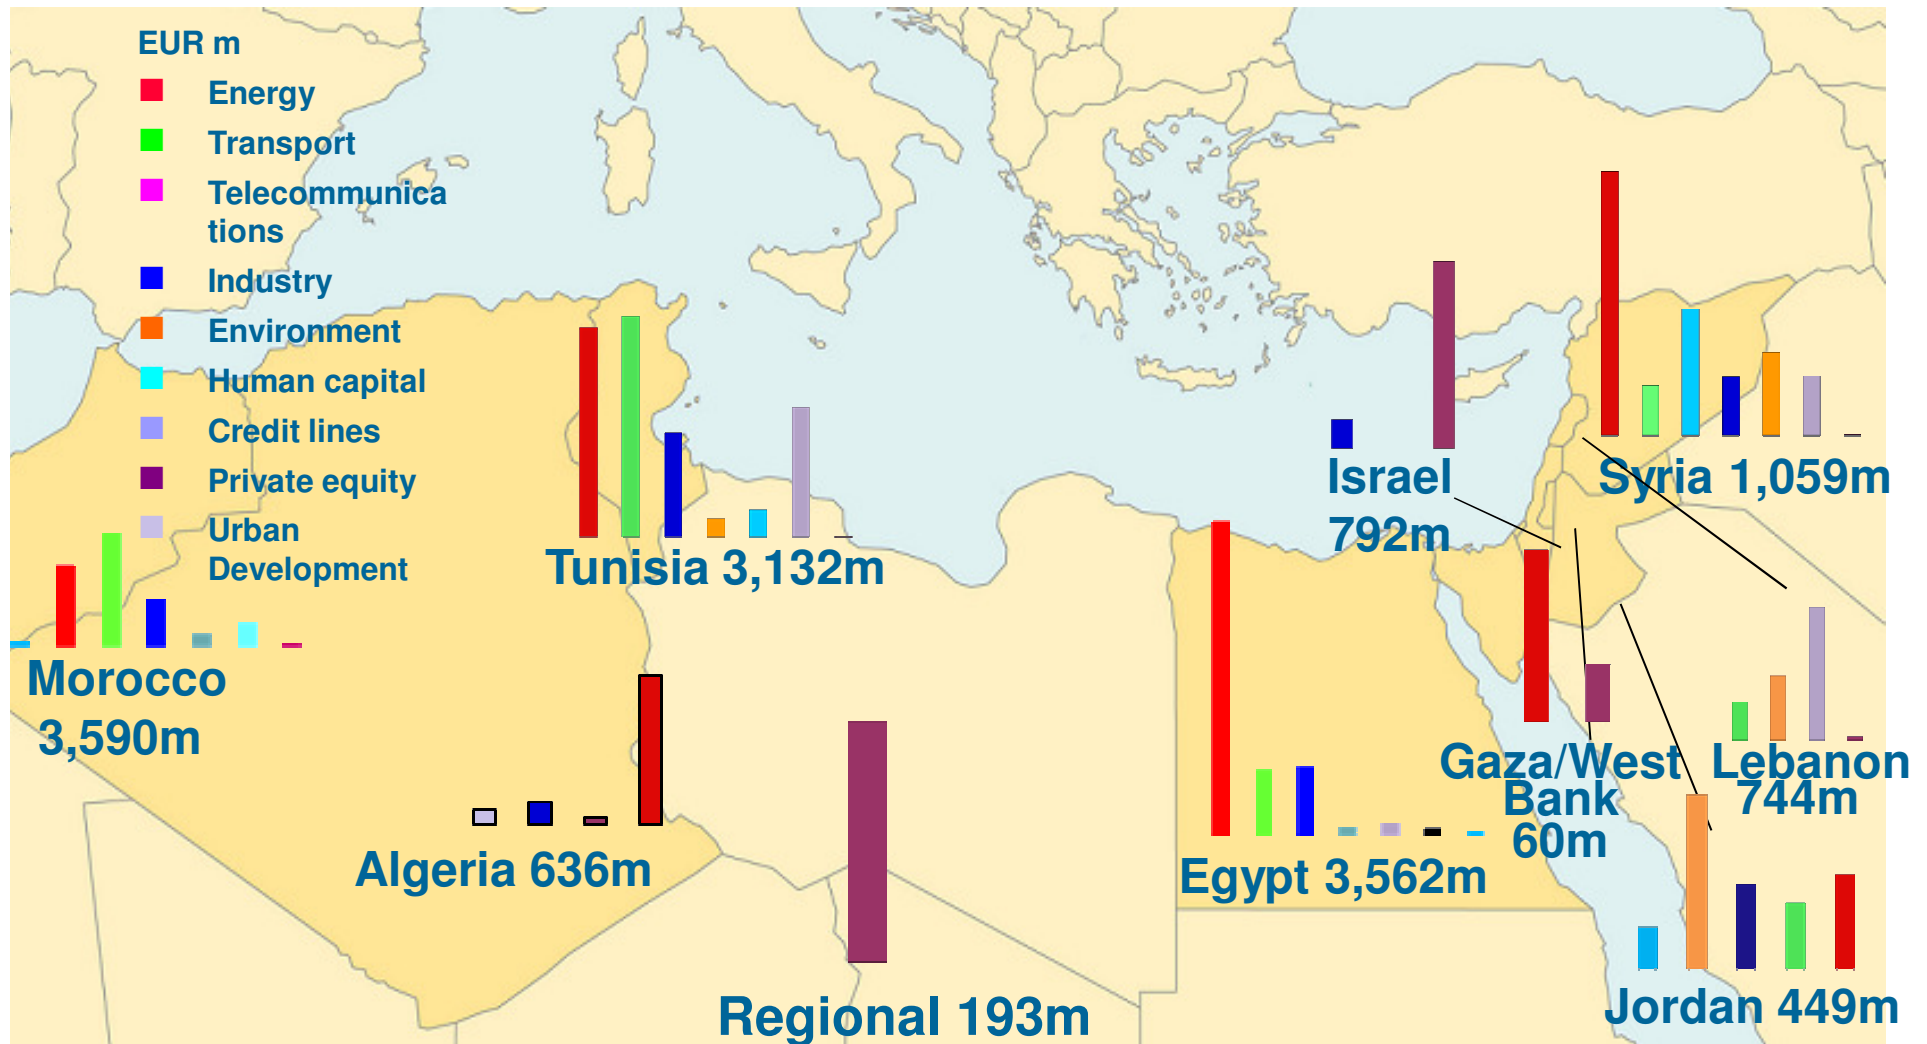 EUR m
Energy
Transport
Telecommunica
tions
Industry
Environment
Human capital
Credit lines
Private equity
Urban
Development
Morocco
3,590m
Tunisia 3,132m
Algeria 636m
Regional 193m
Israel
792m
Syria 1,059m
Egypt 3,562m
Gaza/West
Bank
60m
Lebanon
744m
Jordan 449m